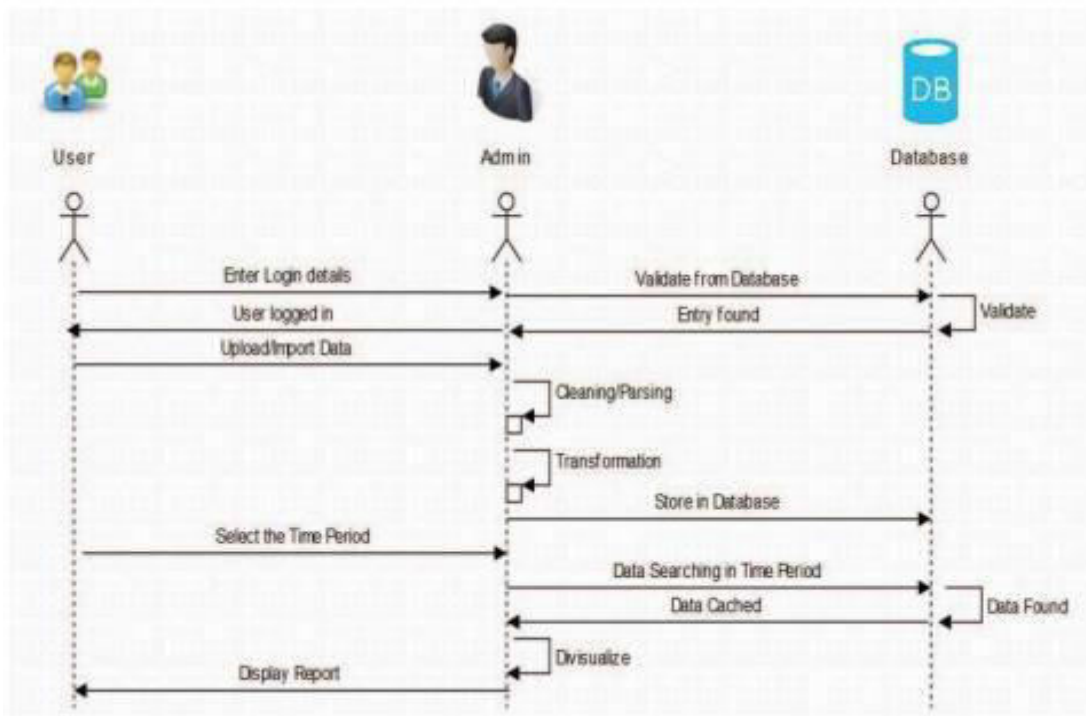 DB
User
Admin
Database
Enter Login details
Validate from Database
User logged in
Entry found
Validate
Upload/Import Data
Cleaning/Parsing
Transformation
Store in Database
Select the Time Period
Data Searching in Time Period
Data Cached
Data Found
Divisualize
Display Report